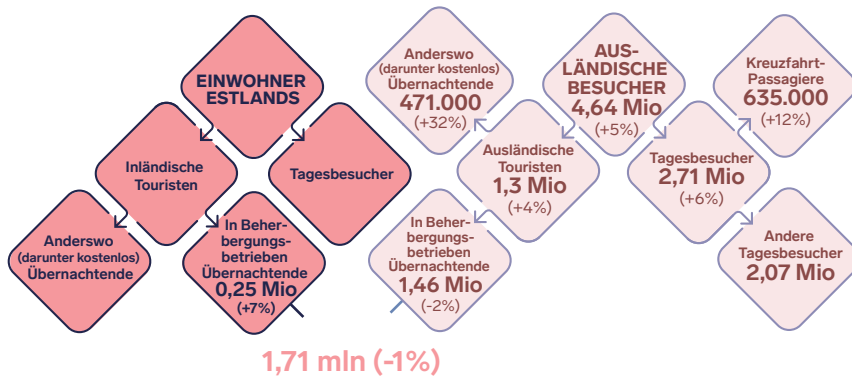 EINWOHNER
ESTLANDS
Inländische
Touristen
Tagesbesucher
Anderswo
(darunter kostenlos)
Übernachtende
In Beher-
bergungs-
betrieben
Übernachtende
0,25 Mio
(+7%)
Anderswo
(darunter kostenlos)
Übernachtende
471.000
(+32%)
AUS-
LÄNDISCHE
BESUCHER
4,64 Mio
(+5%)
Kreuzfahrt-
Passagiere
635.000
(+12%)
Ausländische
Touristen
1,3 Mio
(+4%)
Tagesbesucher
2,71 Mio
(+6%)
In Beher-
bergungs-
betrieben
Übernachtende
1,46 Mio
(-2%)
Andere
Tagesbesucher
2,07 Mio
1,71 mln (-1%)